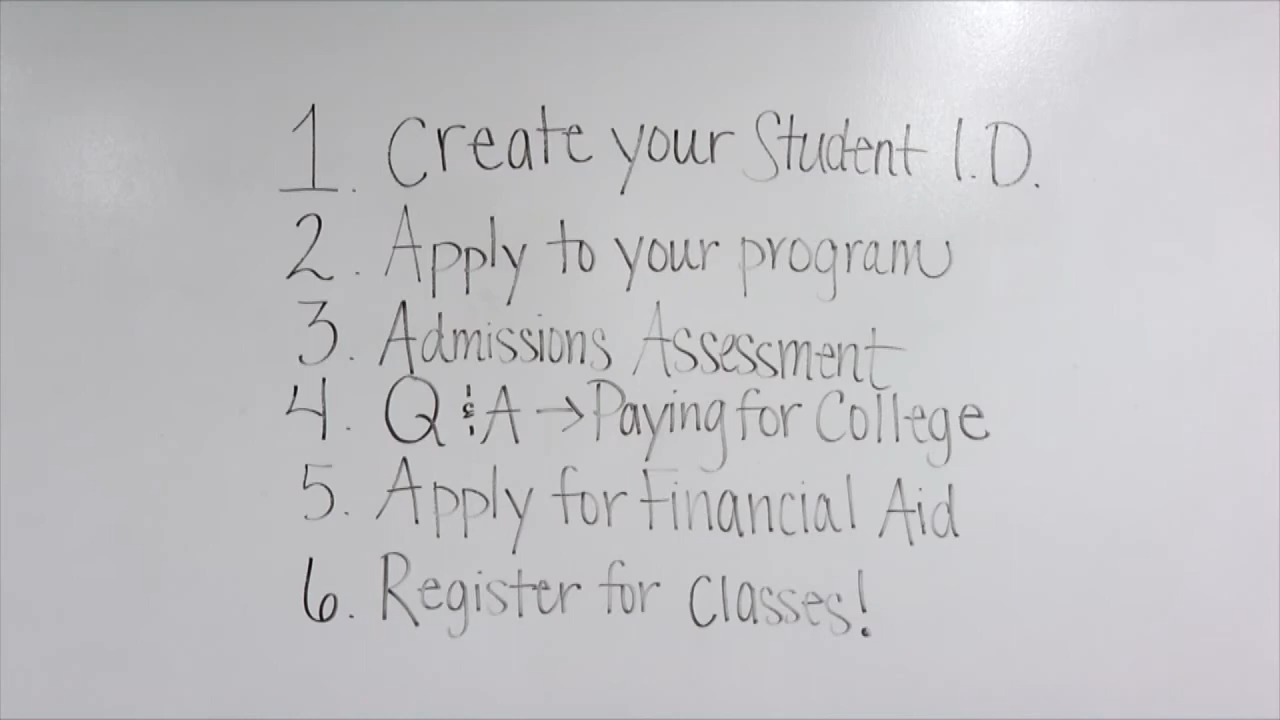 1. Create your Student I.D.
2. Apply to your program
3. Admissions Assessment
4. Q & A → Paying for College
5. Apply for Financial Aid
6. Register for Classes!